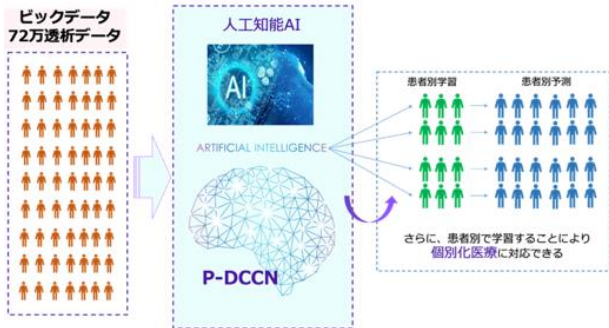 ビックデータ
72万透析データ
人工知能AI
AI
ARTIFICIAL INTELLIGENCE
P-DCCN
患者別学習
患者別予測
さらに、患者別で学習することにより
個別化医療に対応できる